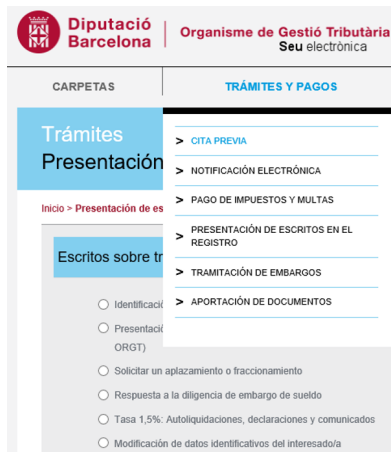 Diputació
Barcelona
Organisme de Gestió Tributària
Seu electrònica
CARPETAS
TRÁMITES Y PAGOS
Trámites
Presentación
> CITA PREVIA
> NOTIFICACIÓN ELECTRÓNICA
> PAGO DE IMPUESTOS Y MULTAS
> PRESENTACIÓN DE ESCRITOS EN EL
REGISTRO
> TRAMITACIÓN DE EMBARGOS
> APORTACIÓN DE DOCUMENTOS
Inicio > Presentación de es
Escritos sobre tr
Identificaci
Presentaci
ORGT)
Solicitar un aplazamiento o fraccionamiento
Respuesta a la diligencia de embargo de sueldo
Tasa 1,5%: Autoliquidaciones, declaraciones y comunicados
Modificación de datos identificativos del interesado/a